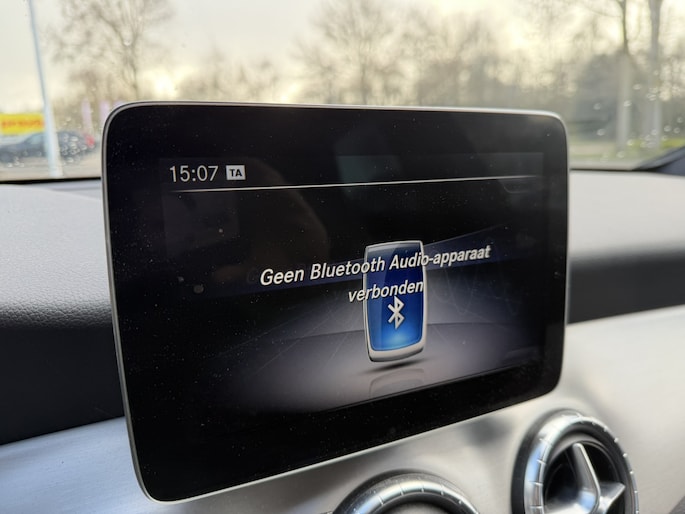 15:07 TA
Geen Bluetooth Audio-apparaat
verbonden